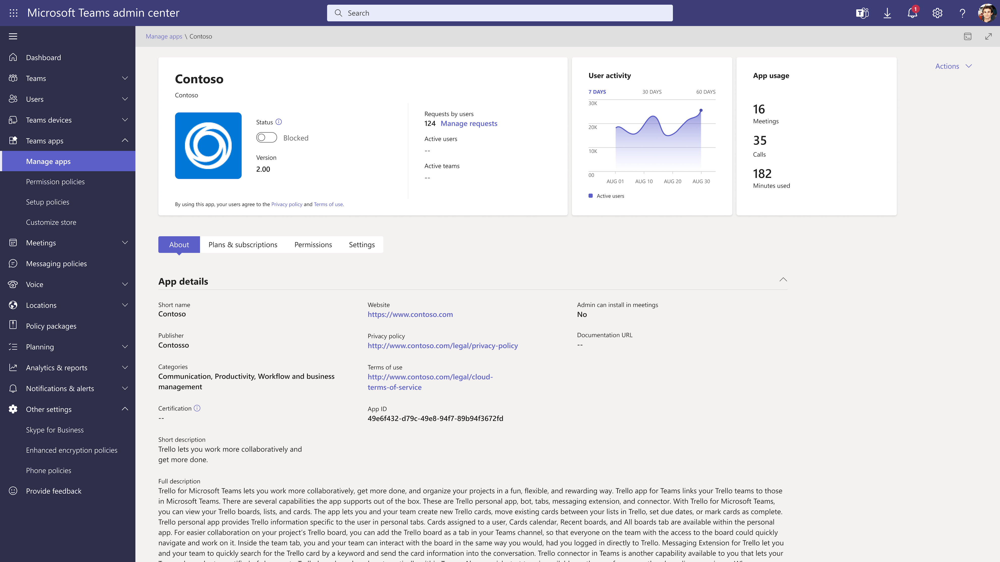 Microsoft Teams admin center
Search
1
Manage apps \ Contoso
Dashboard
Teams
Users
Teams devices
Teams apps
Manage apps
Permission policies
Setup policies
Customize store
Meetings
Messaging policies
Voice
Locations
Policy packages
Planning
Analytics & reports
Notifications & alerts
Other settings
Skype for Business
Enhanced encryption policies
Phone policies
Provide feedback
Contoso
Contoso
Status
Blocked
Version
2.00
Requests by users
124 Manage requests
Active users
--
Active teams
--
By using this app, your users agree to the Privacy policy and Terms of use.
User activity
7 DAYS 30 DAYS 60 DAYS
30K
20K
10K
00
AUG 01 AUG 10 AUG 20 AUG 30
Active users
App usage
16
Meetings
35
Calls
182
Minutes used
Actions
About Plans & subscriptions Permissions Settings
App details
Short name
Contoso
Publisher
Contosso
Categories
Communication, Productivity, Workflow and business
management
Certification
--
Website
https://www.contoso.com
Privacy policy
http://www.contoso.com/legal/privacy-policy
Terms of use
http://www.contoso.com/legal/cloud-
terms-of-service
App ID
49e6f432-d79c-49e8-94f7-89b94f3672fd
Admin can install in meetings
No
Documentation URL
--
Short description
Trello lets you work more collaboratively and
get more done.
Full description
Trello for Microsoft Teams lets you work more collaboratively, get more done, and organize your projects in a fun, flexible, and rewarding way. Trello app for Teams links your Trello teams to those
in Microsoft Teams. There are several capabilities the app supports out of the box. These are Trello personal app, bot, tabs, messaging extension, and connector. With Trello for Microsoft Teams,
you can view your Trello boards, lists, and cards. The app lets you and your team create new Trello cards, move existing cards between your lists in Trello, set due dates, or mark cards as complete.
Trello personal app provides Trello information specific to the user in personal tabs. Cards assigned to a user, Cards calendar, Recent boards, and All boards tab are available within the personal
app. For easier collaboration on your project's Trello board, you can add the Trello board as a tab in your Teams channel, so that everyone on the team with the access to the board could quickly
navigate and work on it. Inside the team tab, you and your team can interact with the board in the same way you would, had you logged in directly to Trello. Messaging Extension for Trello let you
and your team to quickly search for the Trello card by a keyword and send the card information into the conversation. Trello connector in Teams is another capability available to you that lets your